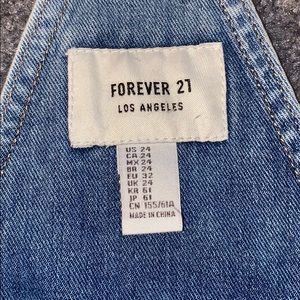 FOREVER 21
LOS ANGELES
US 24
CA 24
MX 24
BR 24
EU 32
UK 24
KR 61
JP 61
CN 155/61A
MADE IN CHINA